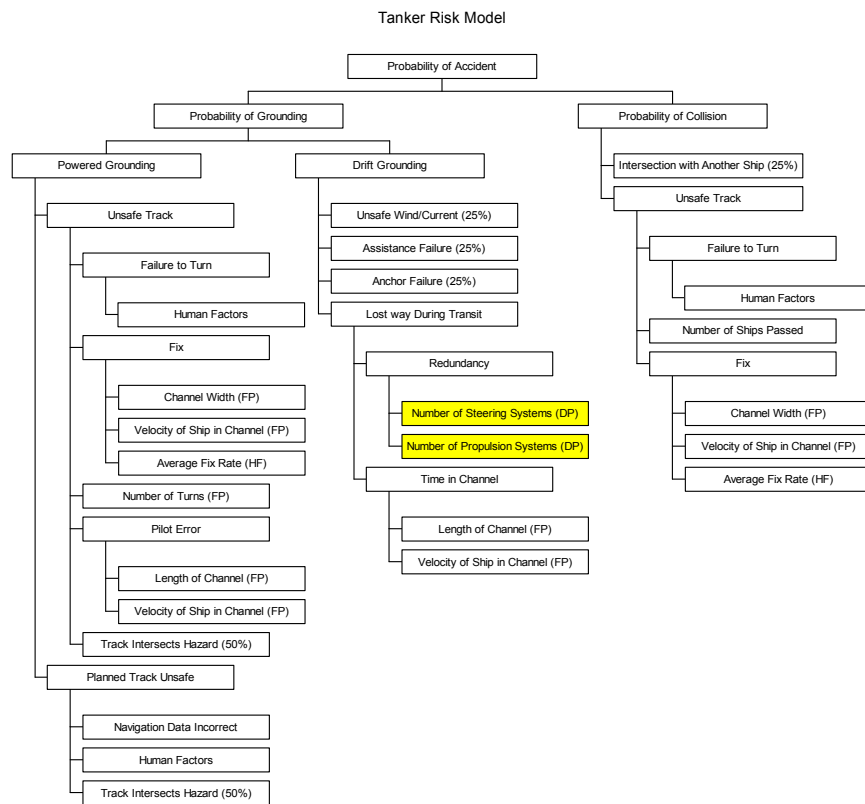 Tanker Risk Model
Probability of Accident
Probability of Grounding
Powered Grounding
Unsafe Track
Failure to Turn
Human Factors
Fix
Channel Width (FP)
Velocity of Ship in Channel (FP)
Average Fix Rate (HF)
Number of Turns (FP)
Pilot Error
Length of Channel (FP)
Velocity of Ship in Channel (FP)
Track Intersects Hazard (50%)
Planned Track Unsafe
Navigation Data Incorrect
Human Factors
Track Intersects Hazard (50%)
Drift Grounding
Unsafe Wind/Current (25%)
Assistance Failure (25%)
Anchor Failure (25%)
Lost way During Transit
Redundancy
Number of Steering Systems (DP)
Number of Propulsion Systems (DP)
Time in Channel
Length of Channel (FP)
Velocity of Ship in Channel (FP)
Probability of Collision
Intersection with Another Ship (25%)
Unsafe Track
Failure to Turn
Human Factors
Number of Ships Passed
Fix
Channel Width (FP)
Velocity of Ship in Channel (FP)
Average Fix Rate (HF)